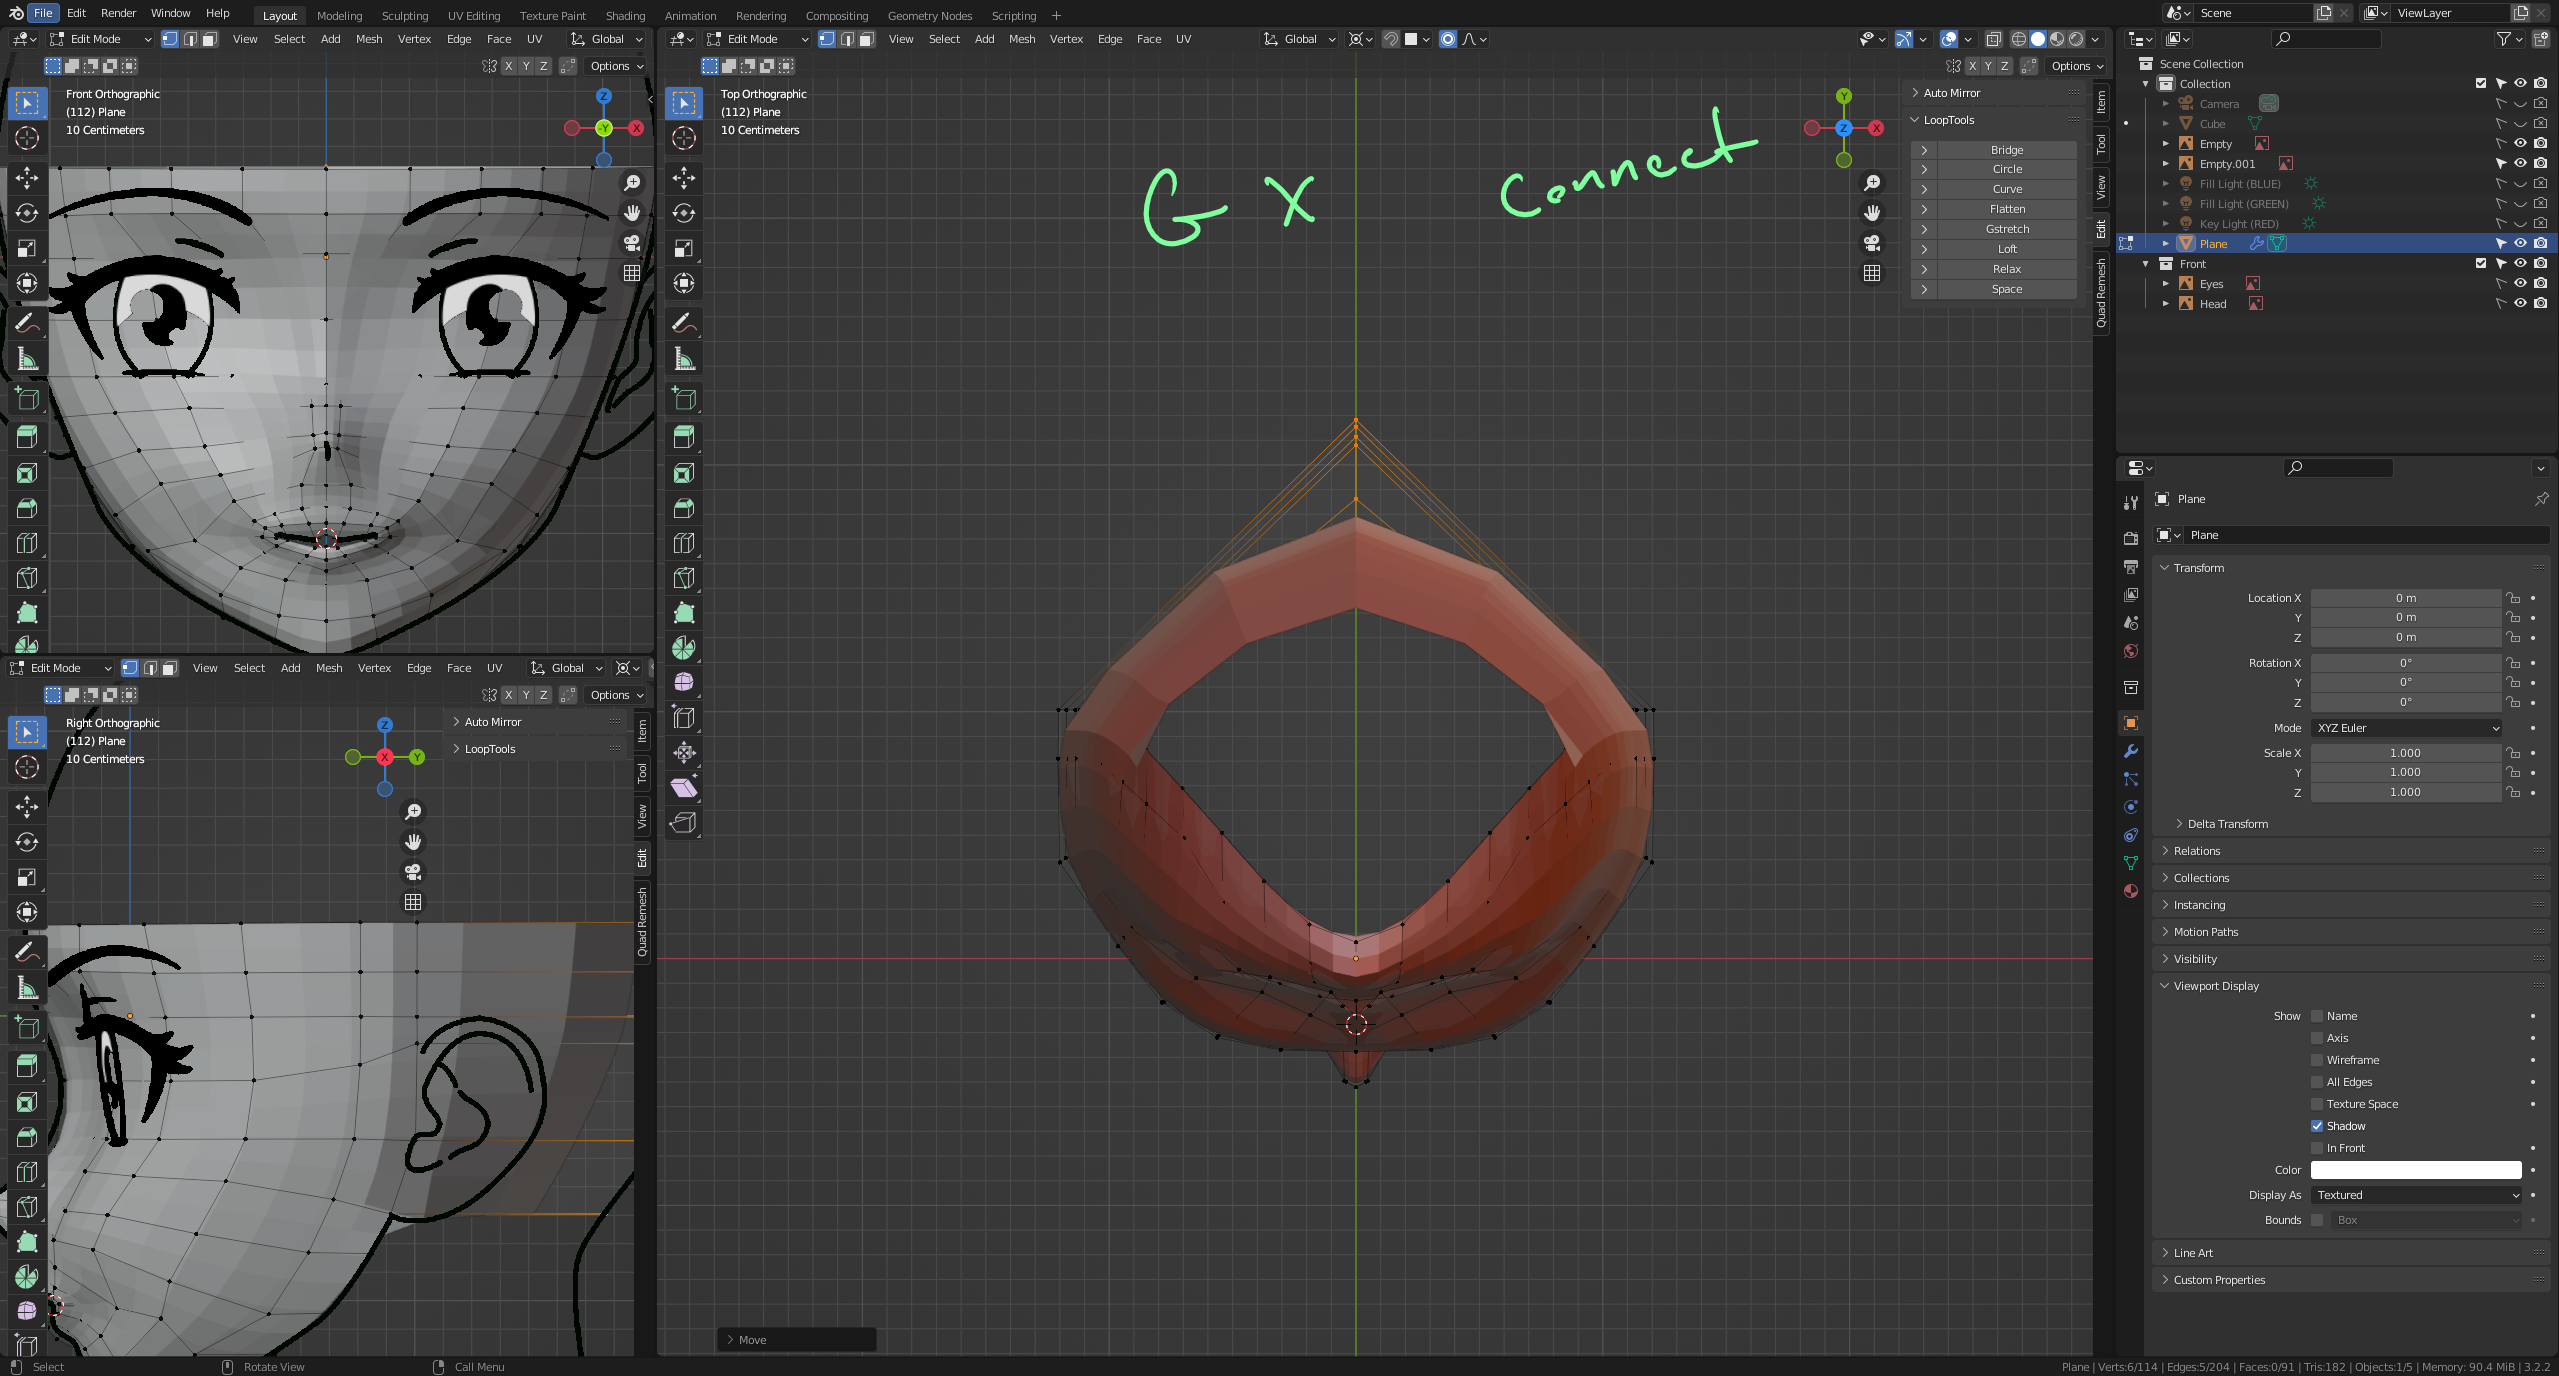 File Edit Render Window Help Layout Modeling Sculpting UV Editing Texture Paint Shading Animation Rendering Compositing Geometry Nodes Scripting + Scene ViewLayer
Edit Mode View Select Add Mesh Vertex Edge Face UV Global
X Y Z Options
Front Orthographic
(112) Plane
10 Centimeters
Z
-Y X
Edit Mode View Select Add Mesh Vertex Edge Face UV Global
X Y Z Options
Top Orthographic
(112) Plane
10 Centimeters
G X Connect
Y
Z X
Auto Mirror
LoopTools
Bridge
Circle
Curve
Flatten
Gstretch
Loft
Relax
Space
Item
Tool
View
Edit
Quad Remesh
Move
Edit Mode View Select Add Mesh Vertex Edge Face UV Global
X Y Z Options
Right Orthographic
(112) Plane
10 Centimeters
Z
X Y
Auto Mirror
LoopTools
Item
Tool
View
Edit
Quad Remesh
Scene Collection
Collection
Camera
Cube
Empty
Empty.001
Fill Light (BLUE)
Fill Light (GREEN)
Key Light (RED)
Plane
Front
Eyes
Head
Plane
Plane
Transform
Location X 0 m
Y 0 m
Z 0 m
Rotation X 0°
Y 0°
Z 0°
Mode XYZ Euler
Scale X 1.000
Y 1.000
Z 1.000
Delta Transform
Relations
Collections
Instancing
Motion Paths
Visibility
Viewport Display
Show Name
Axis
Wireframe
All Edges
Texture Space
Shadow
In Front
Color
Display As Textured
Bounds Box
Line Art
Custom Properties
Select Rotate View Call Menu Plane | Verts:6/114 | Edges:5/204 | Faces:0/91 | Tris:182 | Objects:1/5 | Memory: 90.4 MiB | 3.2.2